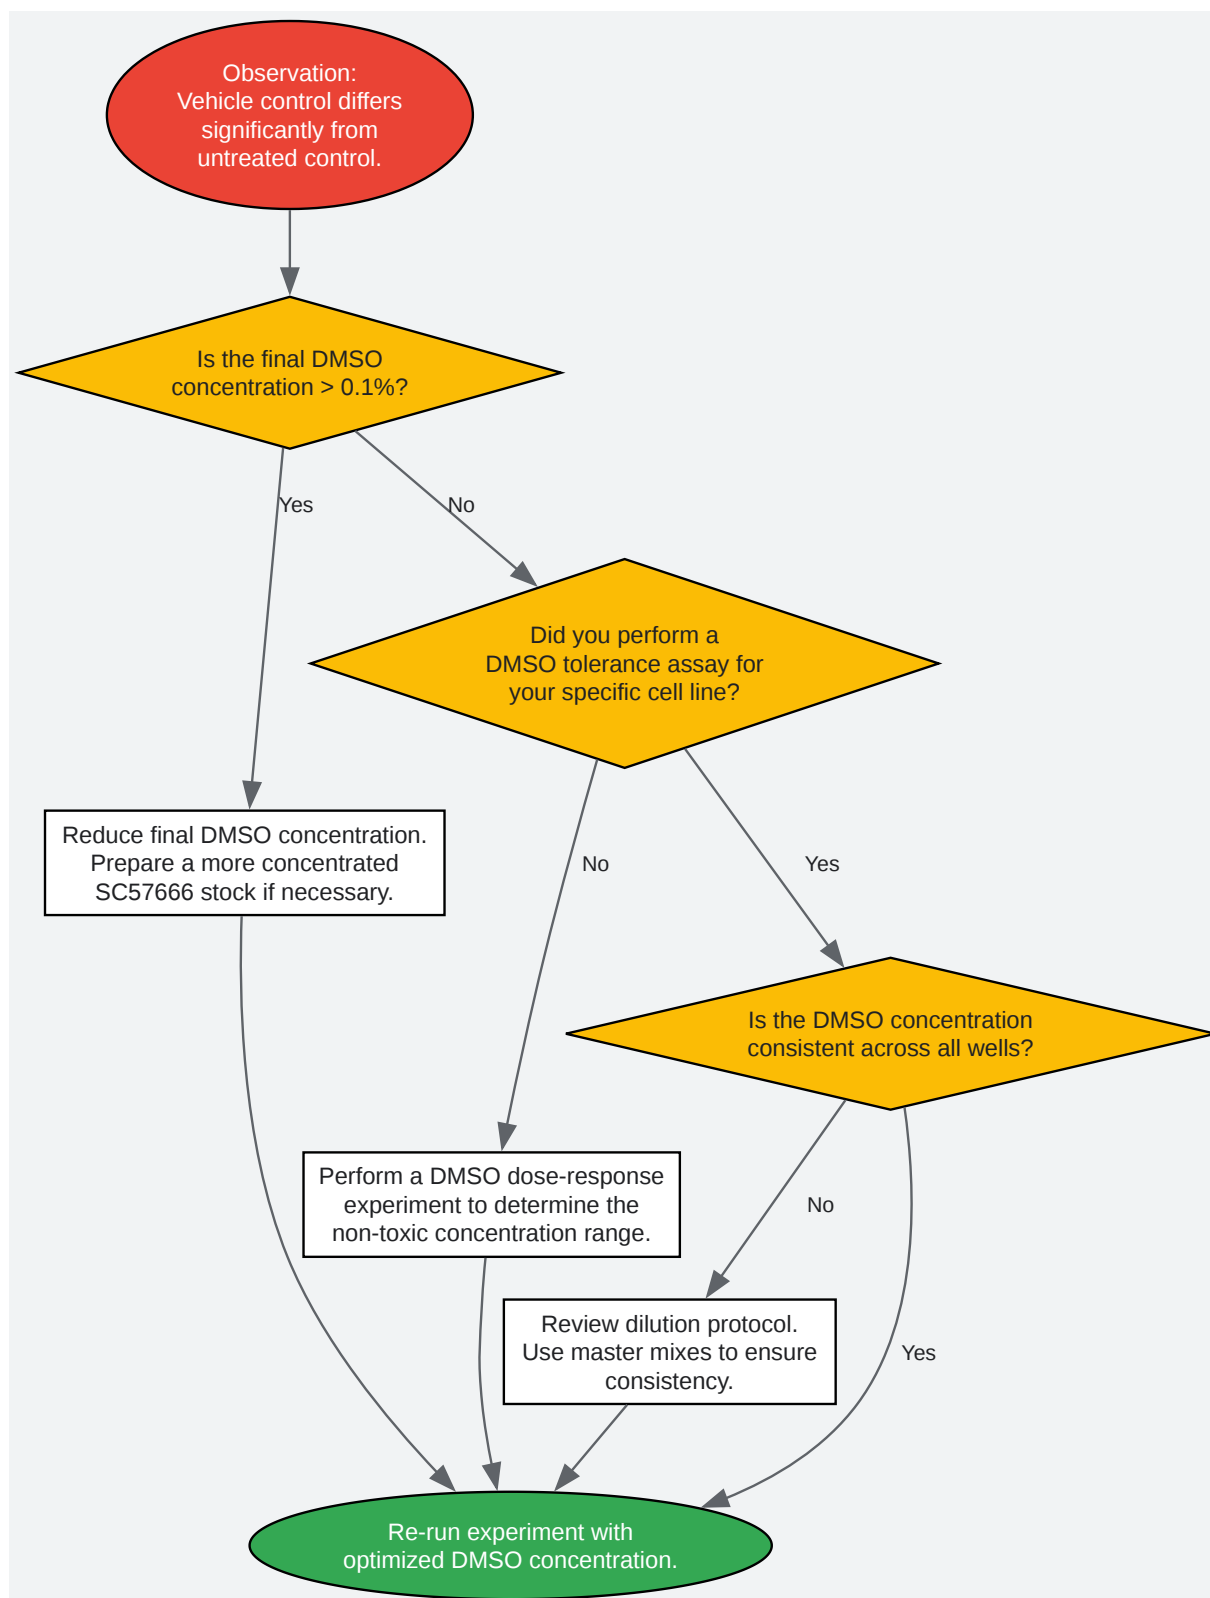 Observation:
Vehicle control differs
significantly from
untreated control.
Is the final DMSO
concentration > 0.1%?
Yes
No
Did you perform a
DMSO tolerance assay for
your specific cell line?
Reduce final DMSO concentration.
Prepare a more concentrated
SC57666 stock if necessary.
No
Yes
Is the DMSO concentration
consistent across all wells?
Perform a DMSO dose-response
experiment to determine the
non-toxic concentration range.
No
Review dilution protocol.
Use master mixes to ensure
consistency.
Yes
Re-run experiment with
optimized DMSO concentration.